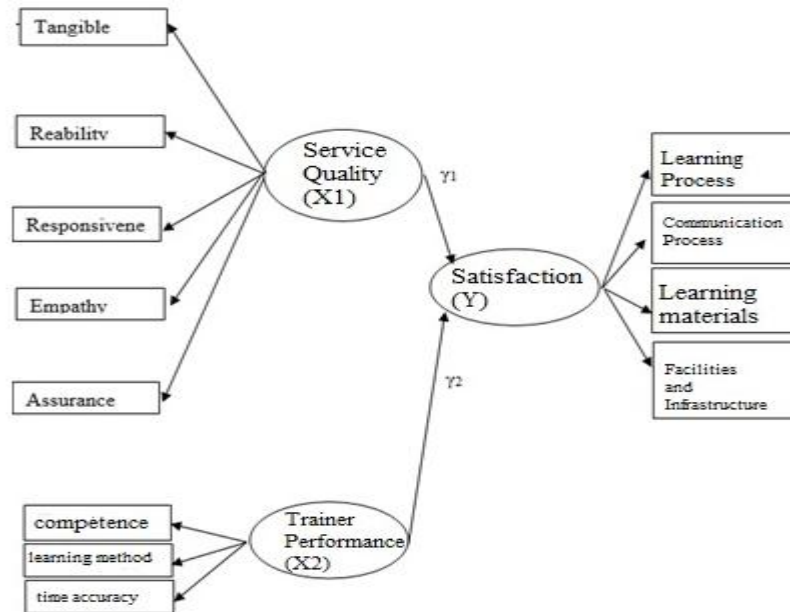 Tangible
Reability
Responsivene
Empathy
Assurance
Service
Quality
(X1)
γ1
Satisfaction
(Y)
γ2
Learning
Process
Communication
Process
Learning
materials
Facilities
and
Infrastructure
competence
learning method
time accuracy
Trainer
Performance
(X2)